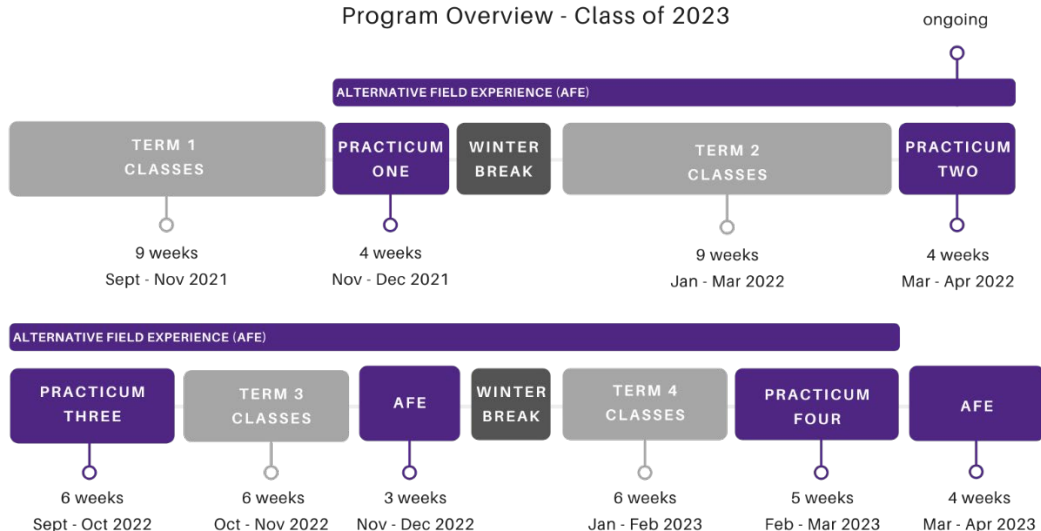 Program Overview - Class of 2023
ongoing
ALTERNATIVE FIELD EXPERIENCE (AFE)
TERM 1
CLASSES
PRACTICUM
ONE
WINTER
BREAK
TERM 2
CLASSES
PRACTICUM
TWO
9 weeks
Sept - Nov 2021
4 weeks
Nov - Dec 2021
9 weeks
Jan - Mar 2022
4 weeks
Mar - Apr 2022
ALTERNATIVE FIELD EXPERIENCE (AFE)
PRACTICUM
THREE
TERM 3
CLASSES
AFE
WINTER
BREAK
TERM 4
CLASSES
PRACTICUM
FOUR
AFE
6 weeks
Sept - Oct 2022
6 weeks
Oct - Nov 2022
3 weeks
Nov - Dec 2022
6 weeks
Jan - Feb 2023
5 weeks
Feb - Mar 2023
4 weeks
Mar - Apr 2023